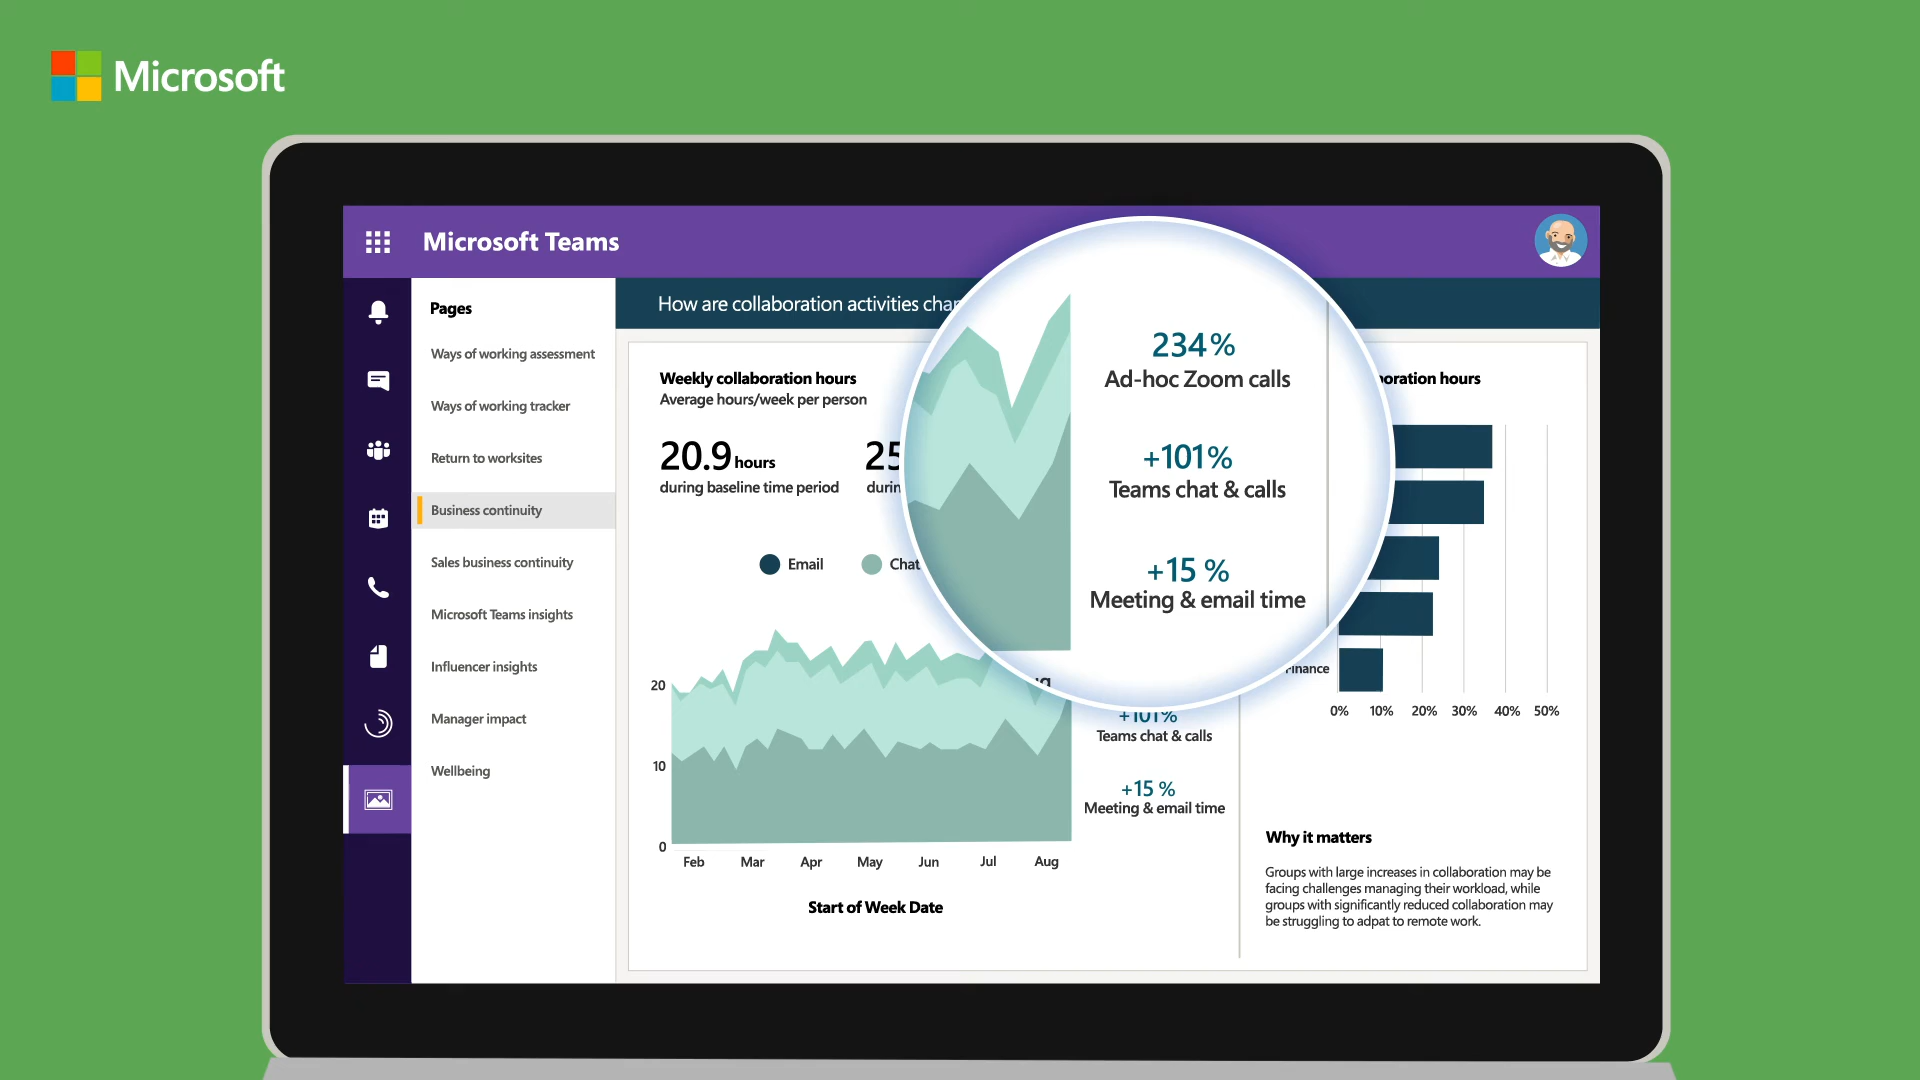 Microsoft
Microsoft Teams
Pages
Ways of working assessment
Ways of working tracker
Return to worksites
Business continuity
Sales business continuity
Microsoft Teams insights
Influencer insights
Manager impact
Wellbeing
How are collaboration activities
Weekly collaboration hours
Average hours/week per person
20.9 hours
during baseline time period
25
Email
Chat
20
10
0
Feb Mar Apr May Jun Jul Aug
Start of Week Date
234%
Ad-hoc Zoom calls
+101%
Teams chat & calls
+15 %
Meeting & email time
+101%
Teams chat & calls
+15 %
Meeting & email time
hours
Finance
0% 10% 20% 30% 40% 50%
Why it matters
Groups with large increases in collaboration may be
facing challenges managing their workload, while
groups with significantly reduced collaboration may
be struggling to adpat to remote work.